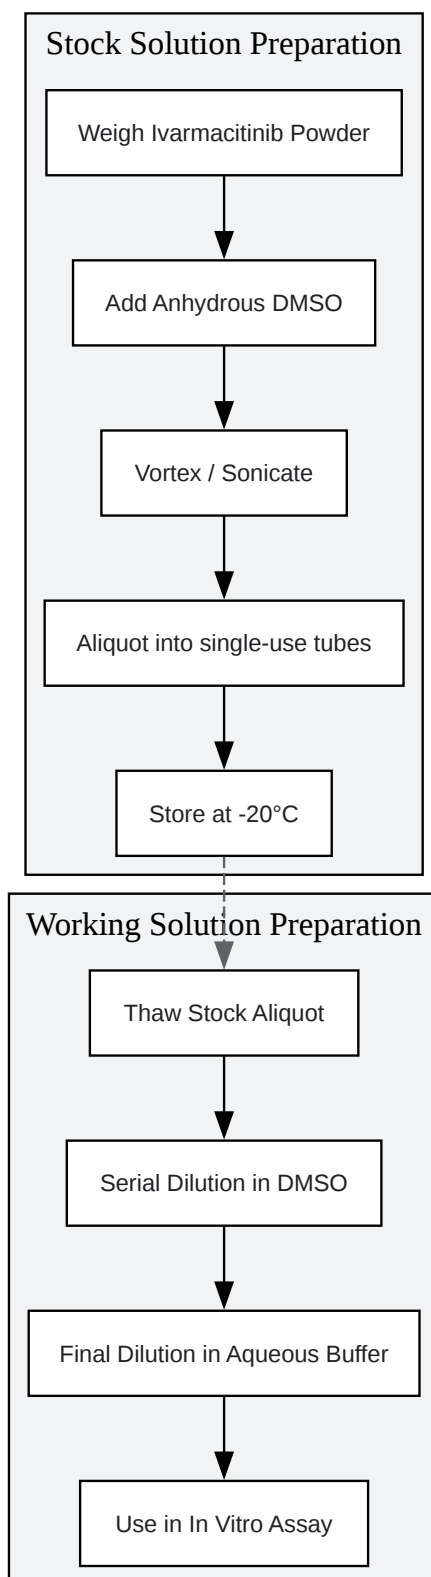 Stock Solution Preparation
Weigh Ivarmacitinib Powder
Add Anhydrous DMSO
Vortex / Sonicate
Aliquot into single-use tubes
Store at -20°C
Working Solution Preparation
Thaw Stock Aliquot
Serial Dilution in DMSO
Final Dilution in Aqueous Buffer
Use in In Vitro Assay